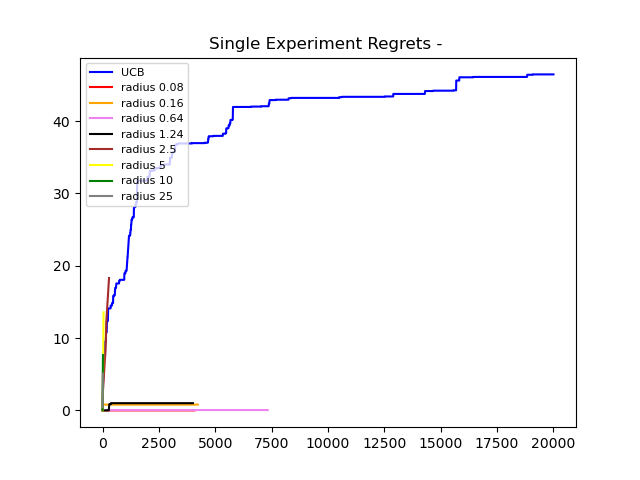 Single Experiment Regrets -
UCB
radius 0.08
radius 0.16
radius 0.64
radius 1.24
radius 2.5
radius 5
radius 10
radius 25
40
30
20
10
0
0 2500 5000 7500 10000 12500 15000 17500 20000